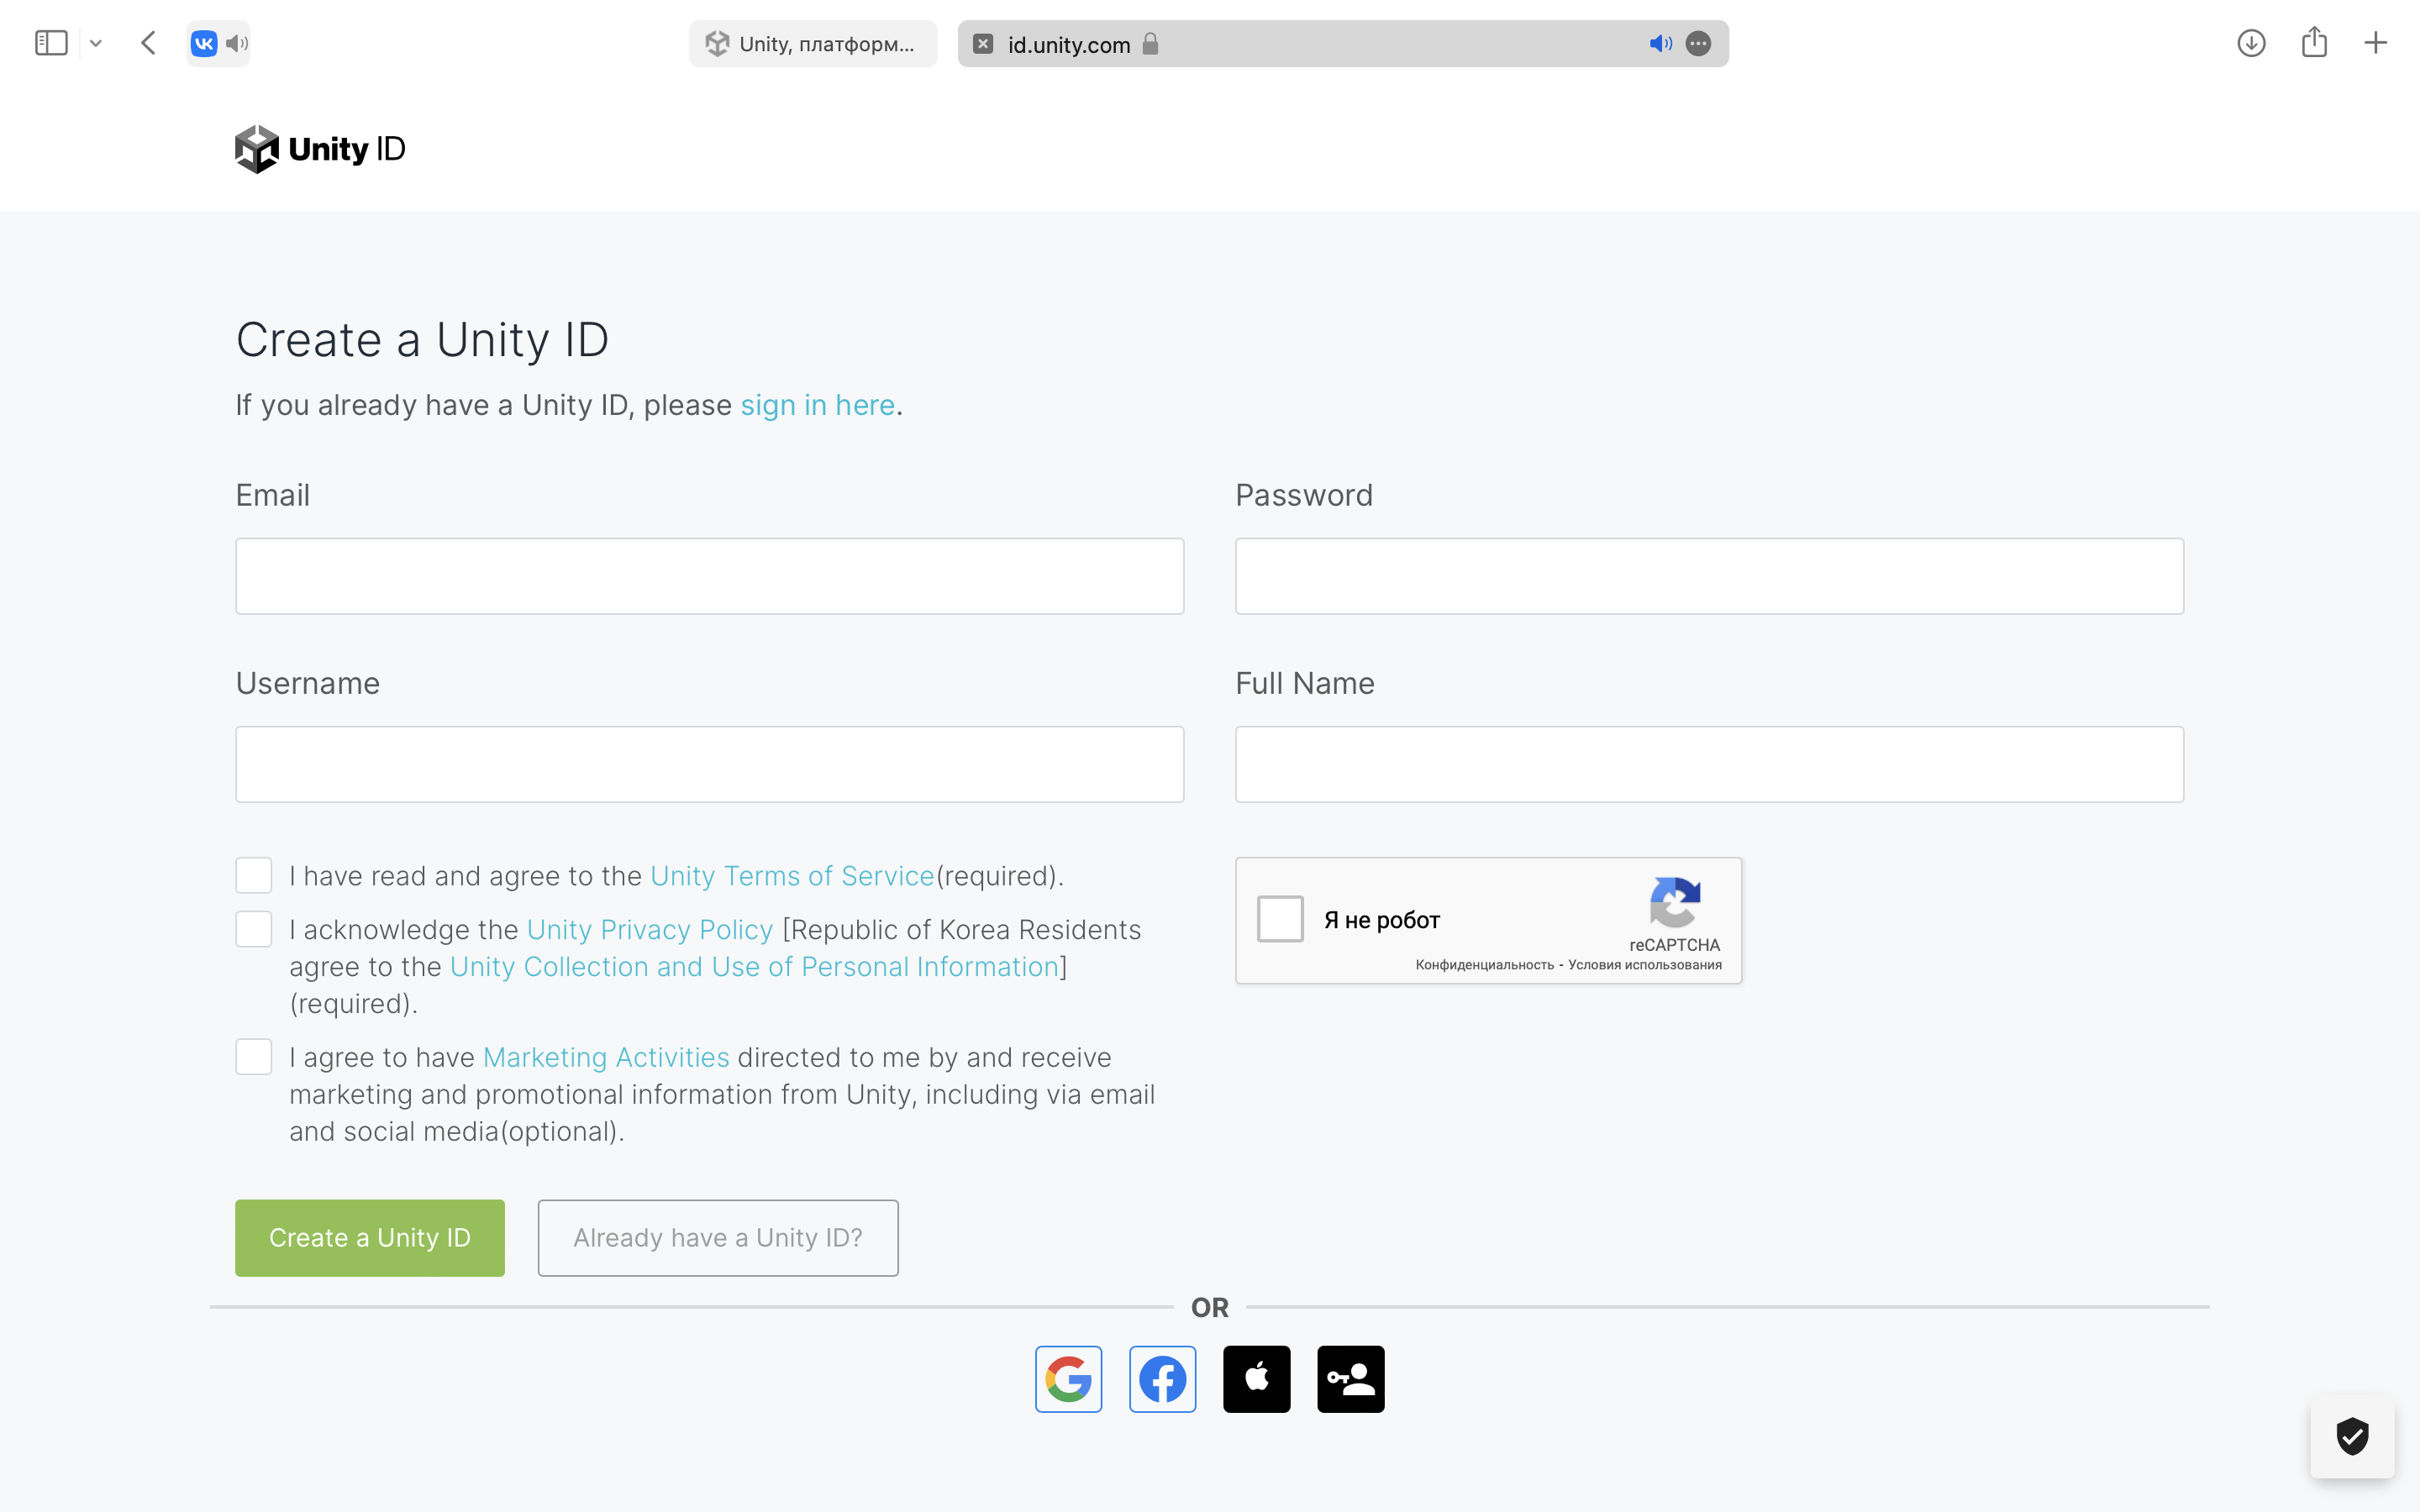 Unity, платформ...
id.unity.com
Unity ID
Create a Unity ID
If you already have a Unity ID, please sign in here.
Email
Password
Username
Full Name
I have read and agree to the Unity Terms of Service(required).
I acknowledge the Unity Privacy Policy [Republic of Korea Residents
agree to the Unity Collection and Use of Personal Information]
(required).
I agree to have Marketing Activities directed to me by and receive
marketing and promotional information from Unity, including via email
and social media(optional).
Я не робот
reCAPTCHA
Конфиденциальность - Условия использования
Create a Unity ID
Already have a Unity ID?
OR